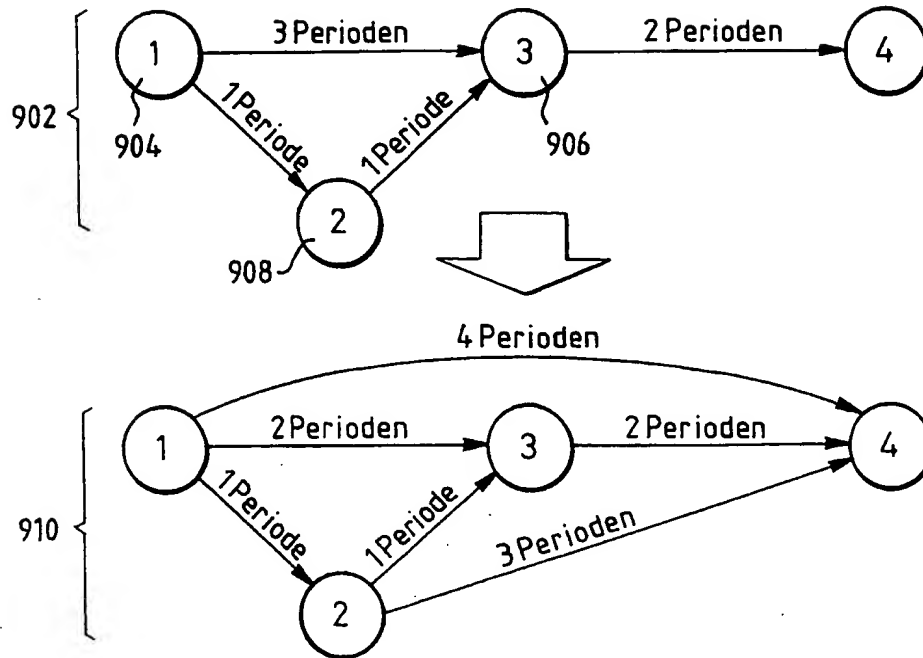 3 Perioden
2 Perioden
1
3
4
902
904
1 Periode
1 Periode
906
2
908
4 Perioden
1
2 Perioden
3
2 Perioden
4
910
1 Periode
1 Periode
3 Perioden
2